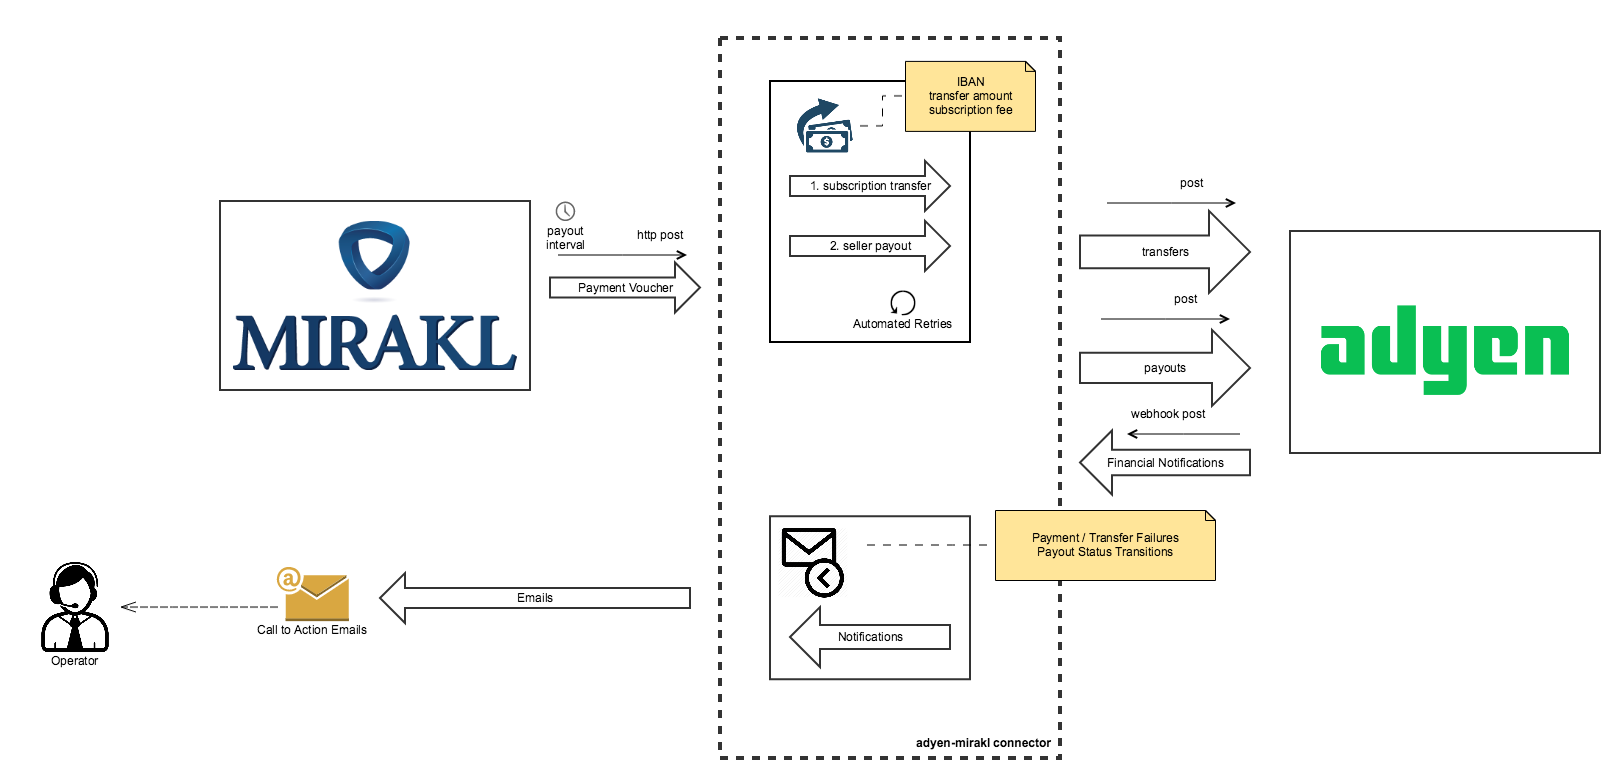 IBAN
transfer amount
subscription fee
1. subscription transfer
2. seller payout
Automated Retries
MIRAKL
payout
interval
http post
Payment Voucher
post
transfers
post
payouts
webhook post
Financial Notifications
adyen
Payment / Transfer Failures
Payout Status Transitions
Notifications
Emails
@
Call to Action Emails
Operator
adyen-mirakl connector